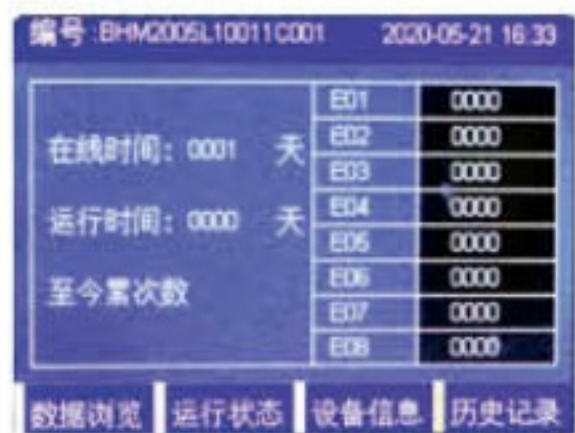 编号:BHM2005L10011C001 2020-05-21 16:33
E01 0000
E02 0000
在线时间：0001 天
E03 0000
E04 0000
运行时间：0000 天
E05 0000
E06 0000
至今累次数
E07 0000
E08 0000
数据浏览 运行状态 设备信息 历史记录